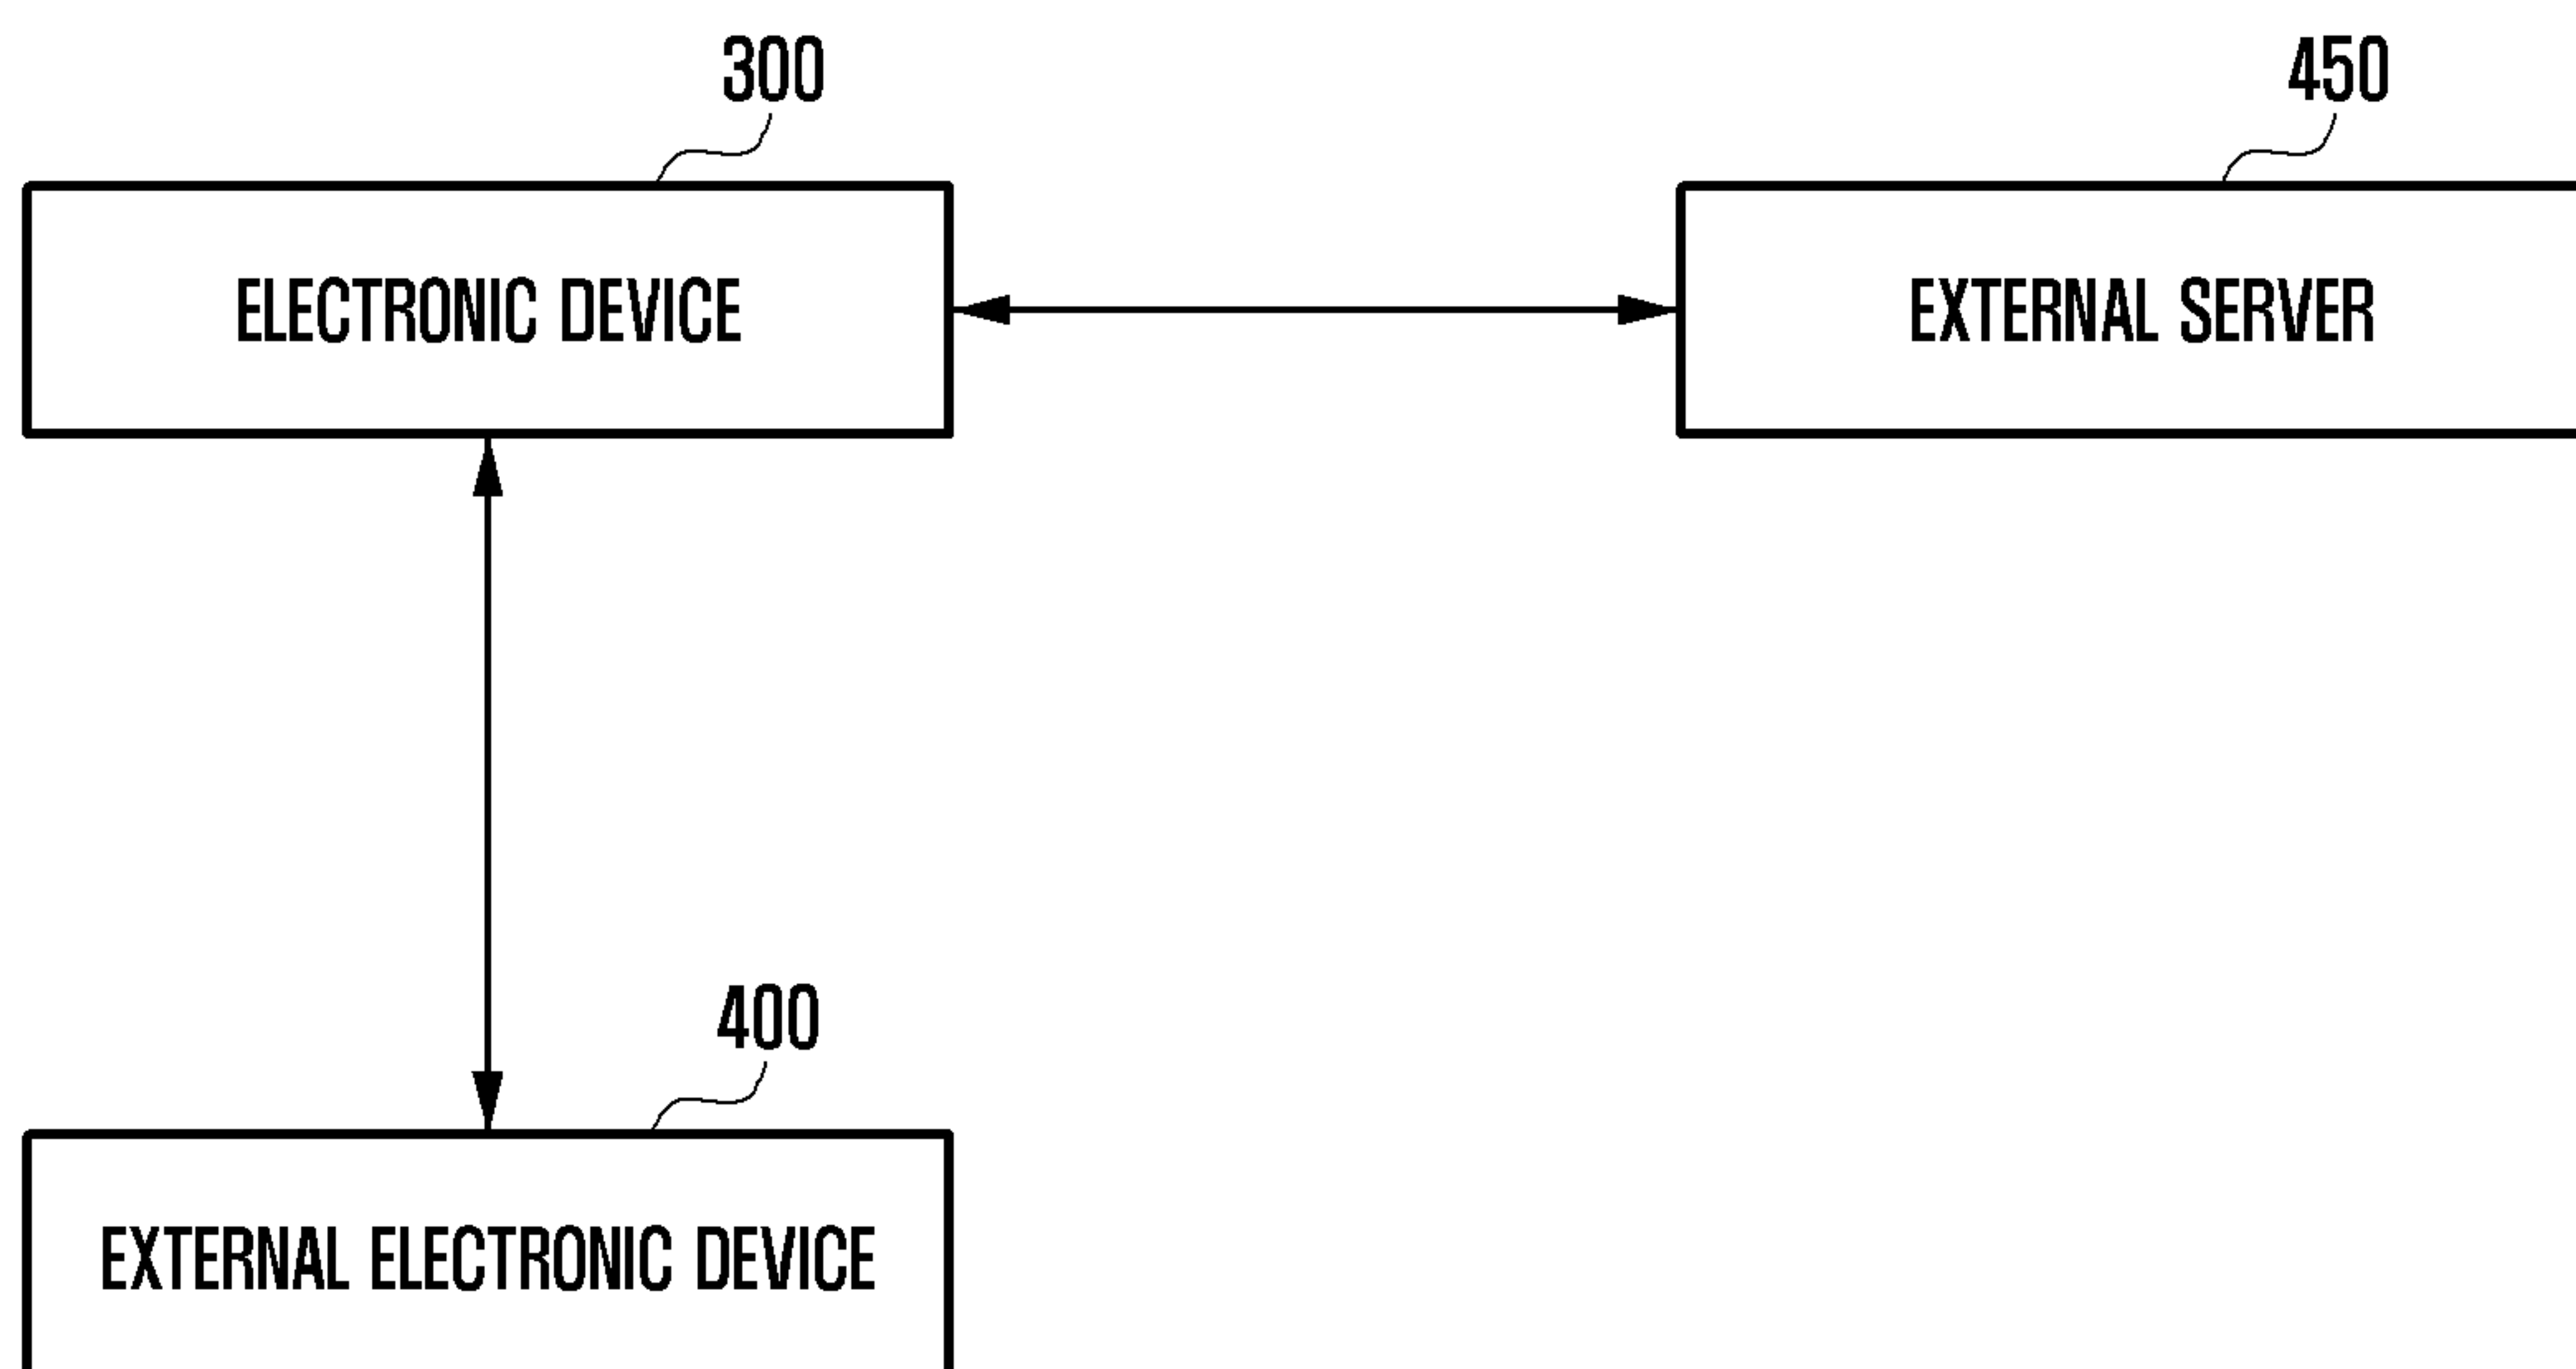 300
450
ELECTRONIC DEVICE
EXTERNAL SERVER
400
EXTERNAL ELECTRONIC DEVICE